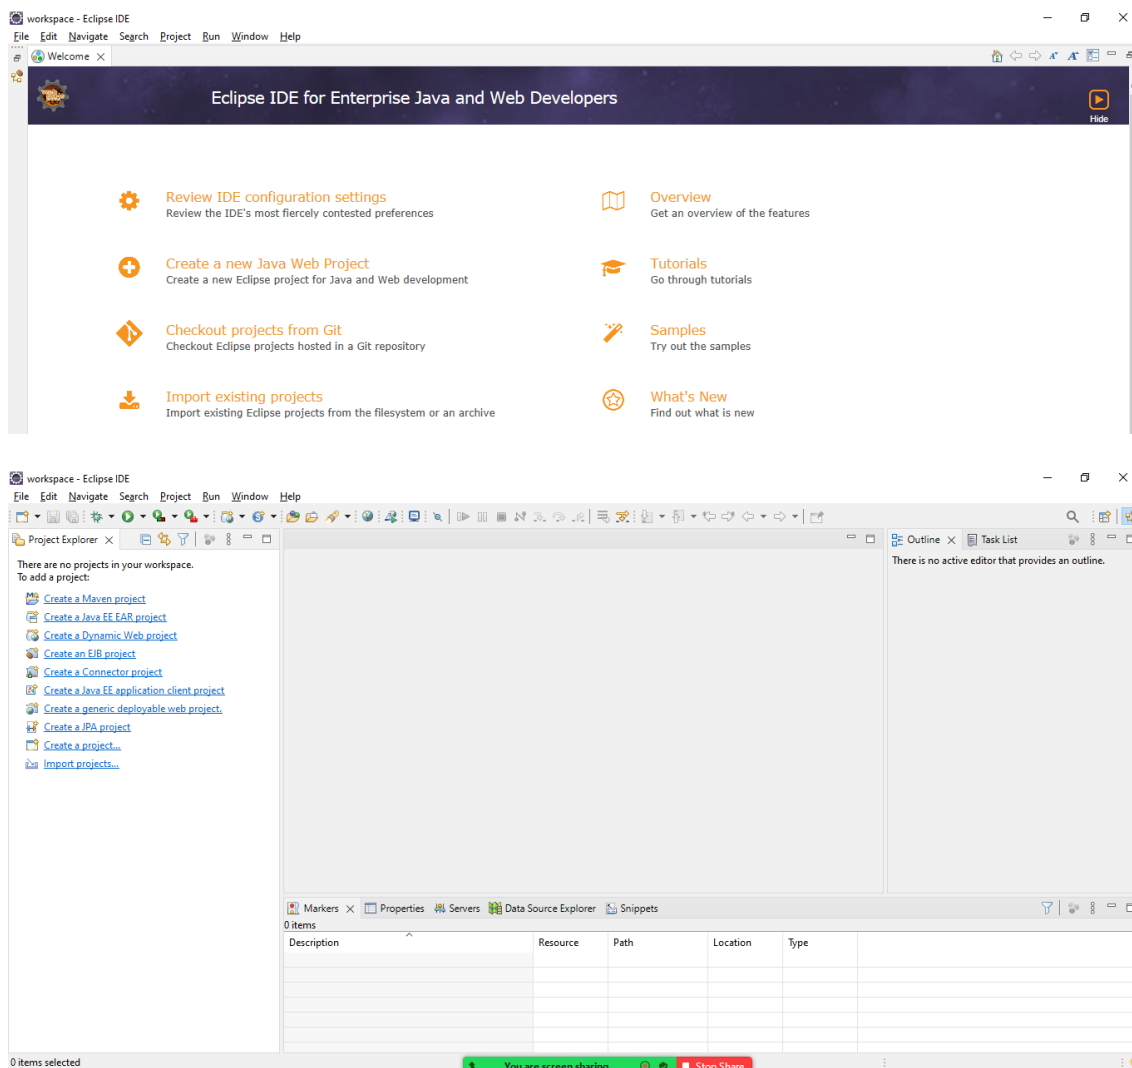 workspace - Eclipse IDE
File Edit Navigate Search Project Run Window Help
Welcome
Eclipse IDE for Enterprise Java and Web Developers
Hide
Review IDE configuration settings
Review the IDE's most fiercely contested preferences
Overview
Get an overview of the features
Create a new Java Web Project
Create a new Eclipse project for Java and Web development
Tutorials
Go through tutorials
Checkout projects from Git
Checkout Eclipse projects hosted in a Git repository
Samples
Try out the samples
Import existing projects
Import existing Eclipse projects from the filesystem or an archive
What's New
Find out what is new
workspace - Eclipse IDE
File Edit Navigate Search Project Run Window Help
Project Explorer
Outline Task List
There are no projects in your workspace.
To add a project:
There is no active editor that provides an outline.
Create a Maven project
Create a Java EE EAR project
Create a Dynamic Web project
Create an EJB project
Create a Connector project
Create a Java EE application client project
Create a generic deployable web project.
Create a JPA project
Create a project...
Import projects...
Markers Properties Servers Data Source Explorer Snippets
0 items
Description Resource Path Location Type
0 items selected
You are screen sharing Stop Share